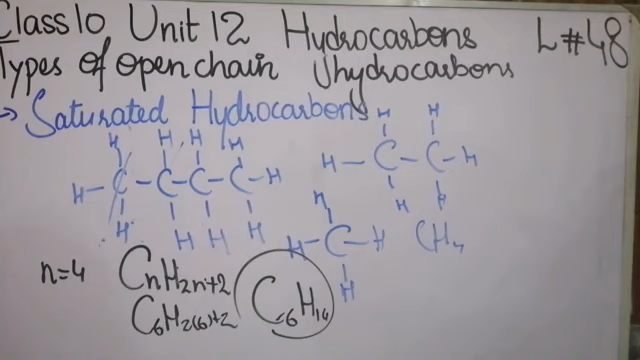 Class10 Unit 12 Hydrocarbons L#48
Types of open chain hydrocarbons
→ Saturated Hydrocarbons
H H H H
H-C-C-C-C-H
H H H H
H H
H-C-C-H
H H
H
H-C-H CH4
H
n=4 CnH2n+2
C6H2(6)+2 C6H14